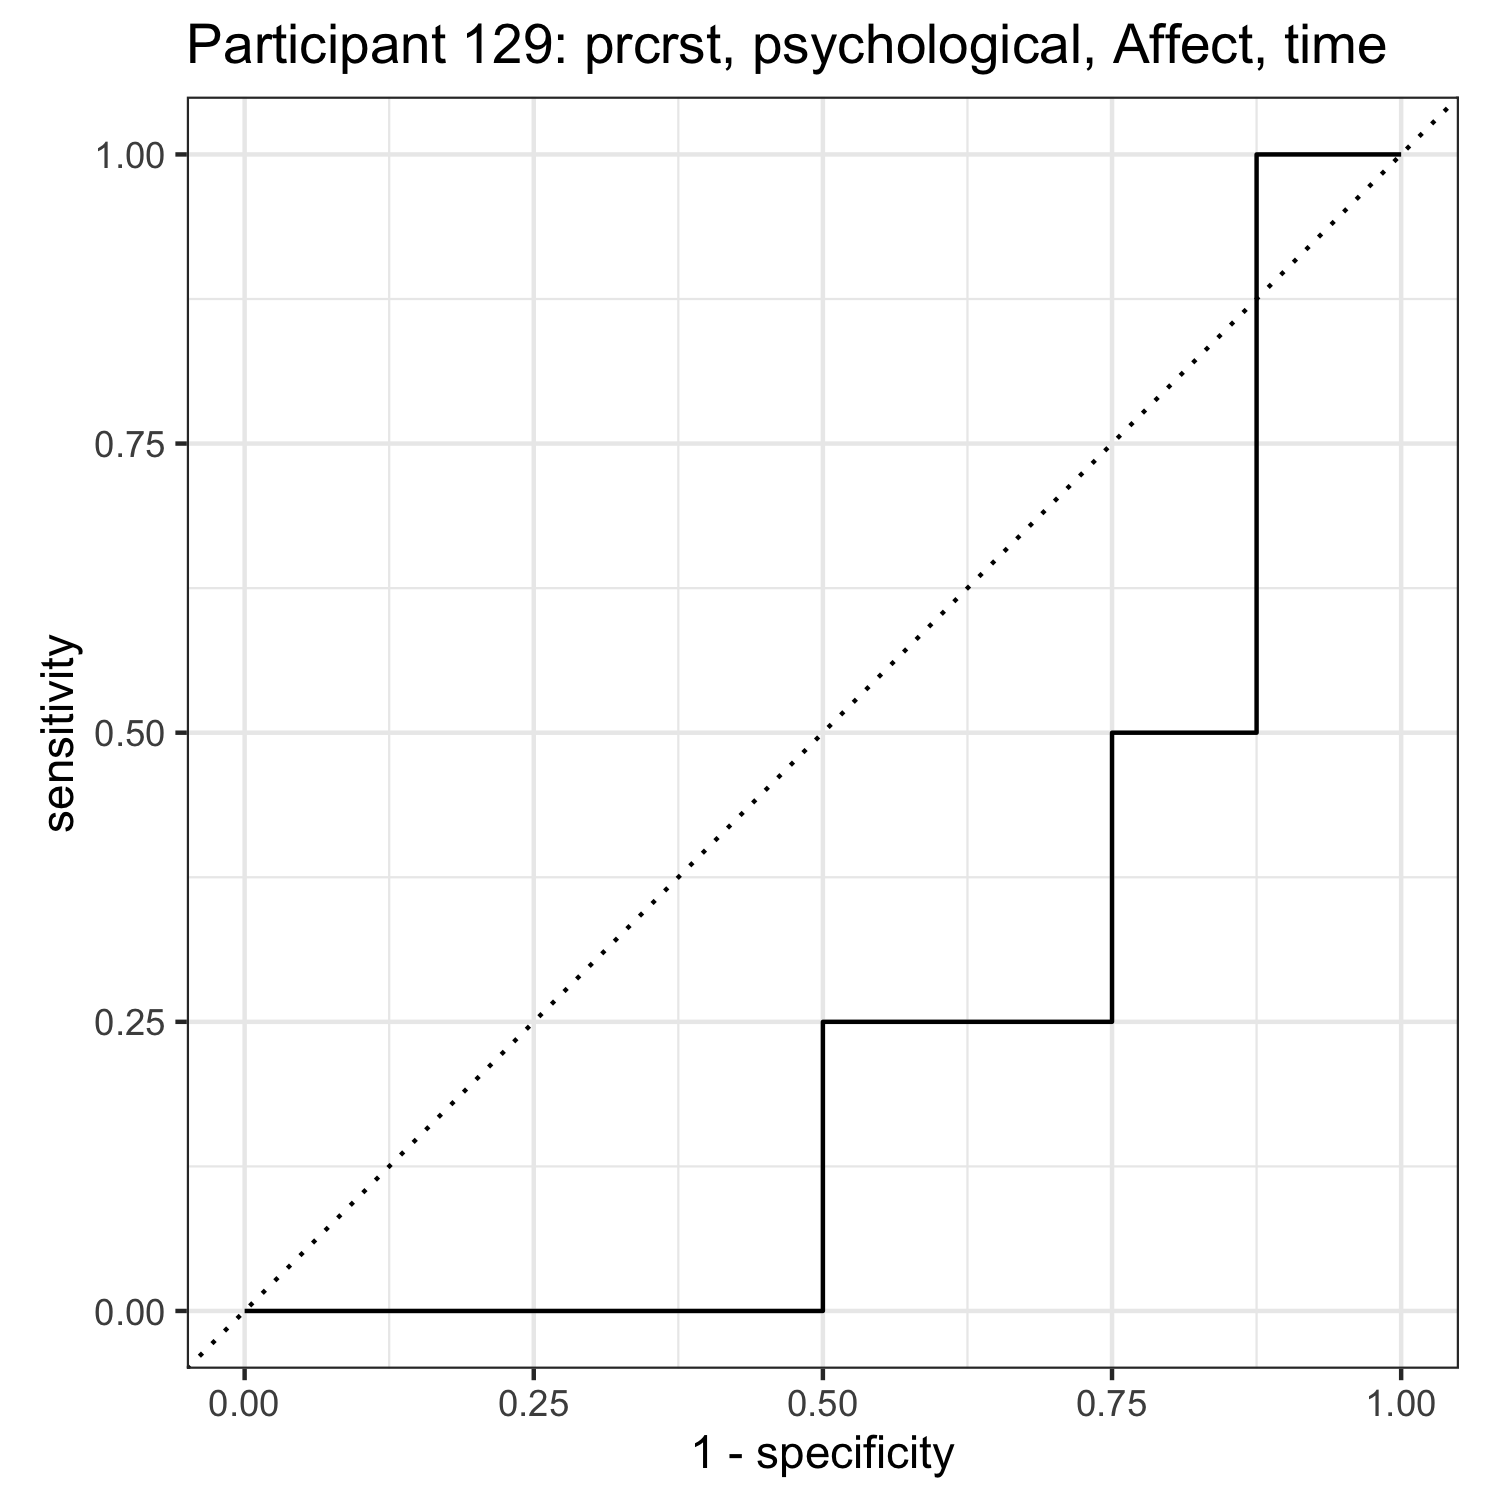 Participant 129: prcrst, psychological, Affect, time
1.00
0.75
0.50
0.25
0.00
sensitivity
0.00 0.25 0.50 0.75 1.00
1 - specificity